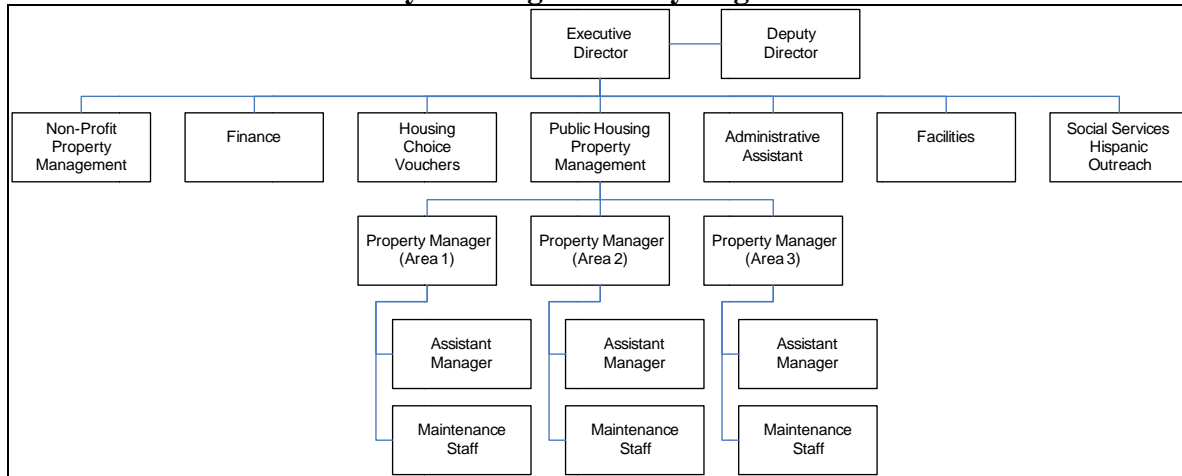 Executive
Director
Deputy
Director
Non-Profit
Property
Management
Finance
Housing
Choice
Vouchers
Public Housing
Property
Management
Administrative
Assistant
Facilities
Social Services
Hispanic
Outreach
Property Manager
(Area 1)
Property Manager
(Area 2)
Property Manager
(Area 3)
Assistant
Manager
Assistant
Manager
Assistant
Manager
Maintenance
Staff
Maintenance
Staff
Maintenance
Staff